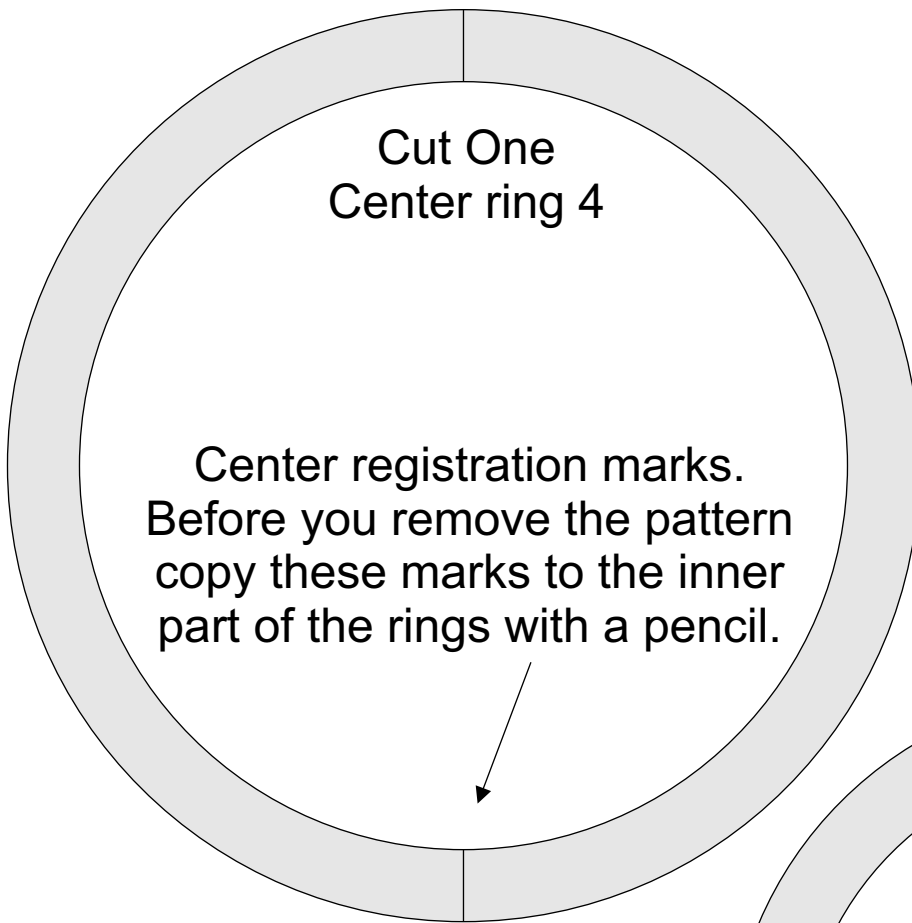 Cut One
Center ring 4
Center registration marks.
Before you remove the pattern
copy these marks to the inner
part of the rings with a pencil.